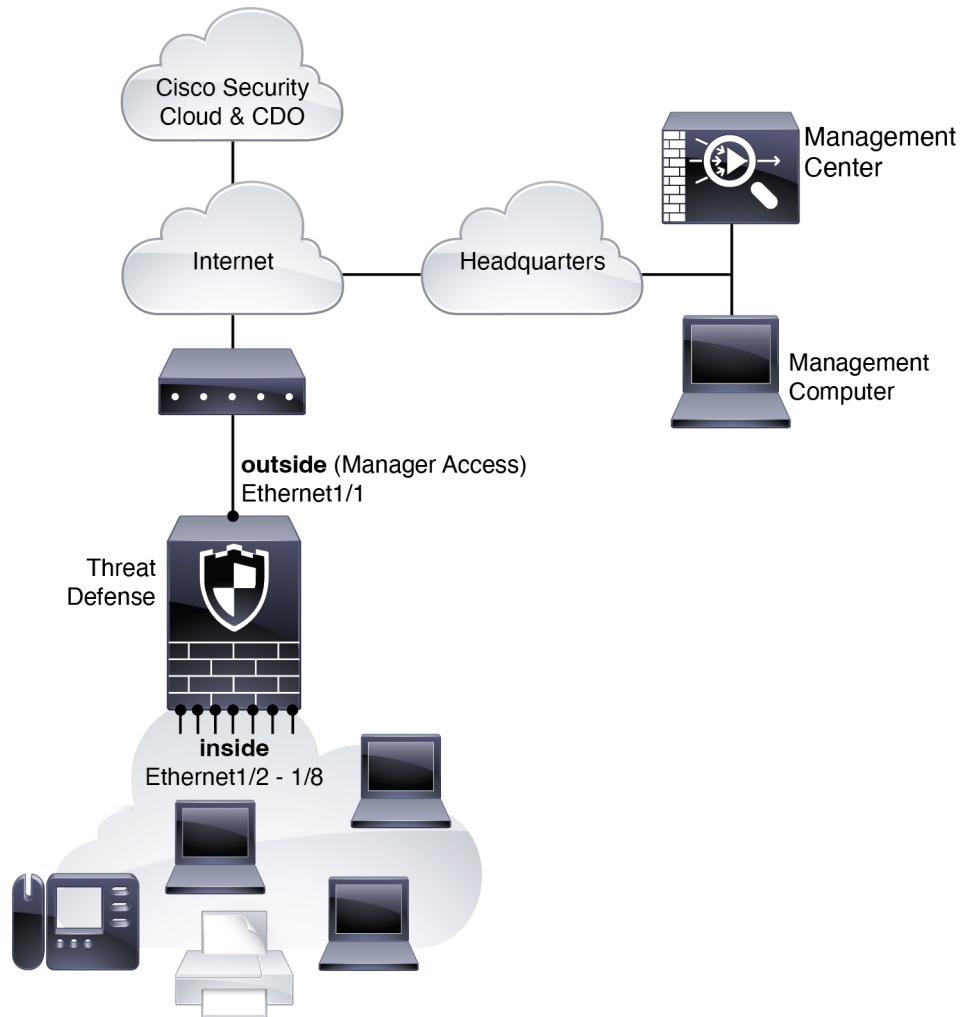 Cisco Security
Cloud & CDO
Management
Center
Internet
Headquarters
Management
Computer
outside (Manager Access)
Ethernet1/1
Threat
Defense
inside
Ethernet1/2 - 1/8